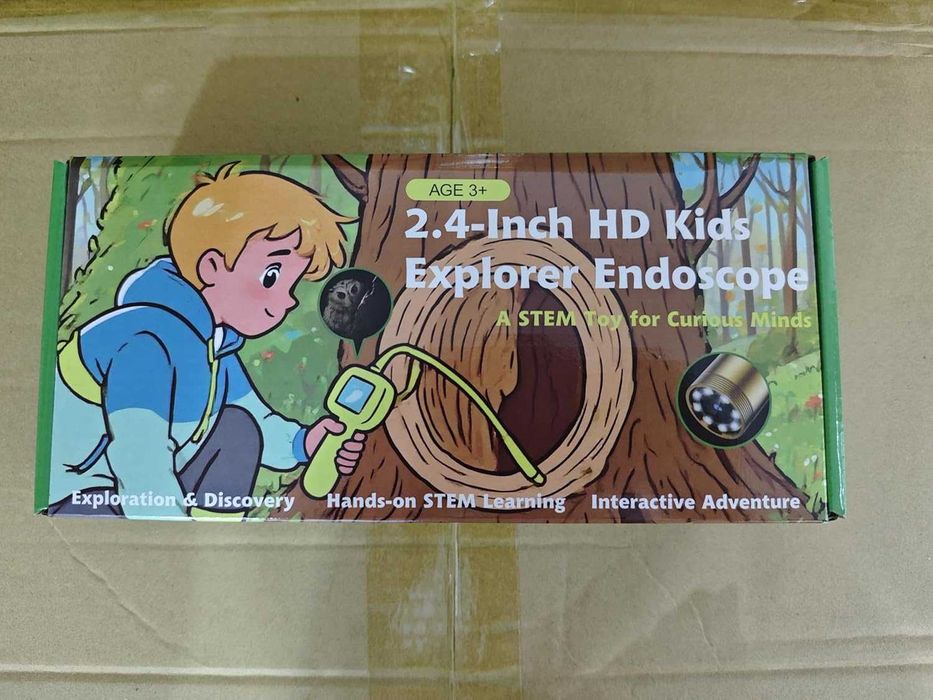 AGE 3+
2.4-Inch HD Kids
Explorer Endoscope
A STEM Toy for Curious Minds
Exploration & Discovery
Hands-on STEM Learning
Interactive Adventure